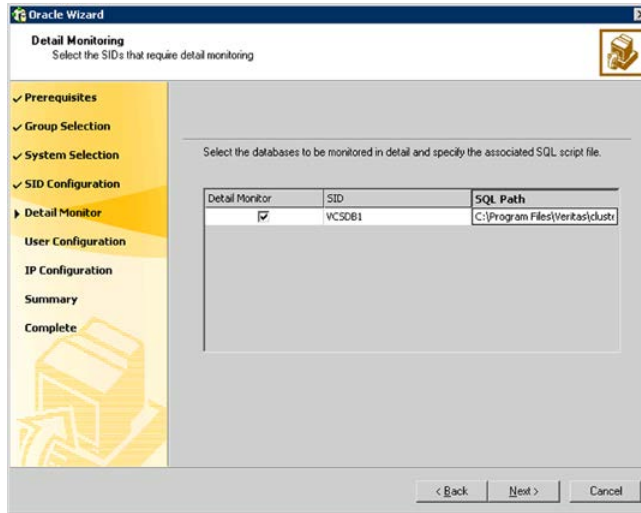 Oracle Wizard
Detail Monitoring
Select the SIDs that require detail monitoring
Prerequisites
Group Selection
System Selection
SID Configuration
Detail Monitor
User Configuration
IP Configuration
Summary
Complete
Select the databases to be monitored in detail and specify the associated SQL script file.
Detail Monitor SID SQL Path
VCSDB1 C:\Program Files\Veritas\cluste
< Back Next > Cancel